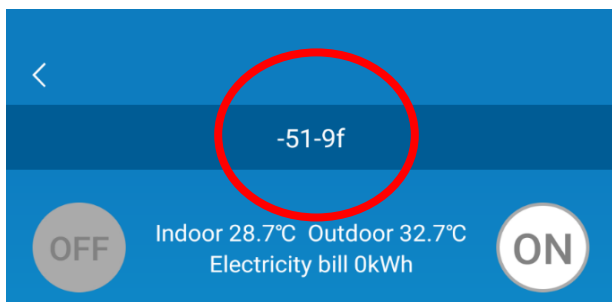 -51-9f
OFF
Indoor 28.7℃ Outdoor 32.7℃
Electricity bill 0kWh
ON